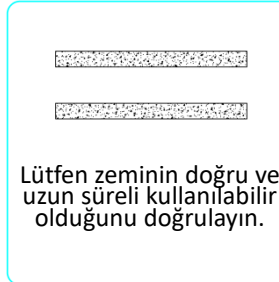 Lütfen zeminin doğru ve
uzun süreli kullanılabilir
olduğunu doğrulayın.